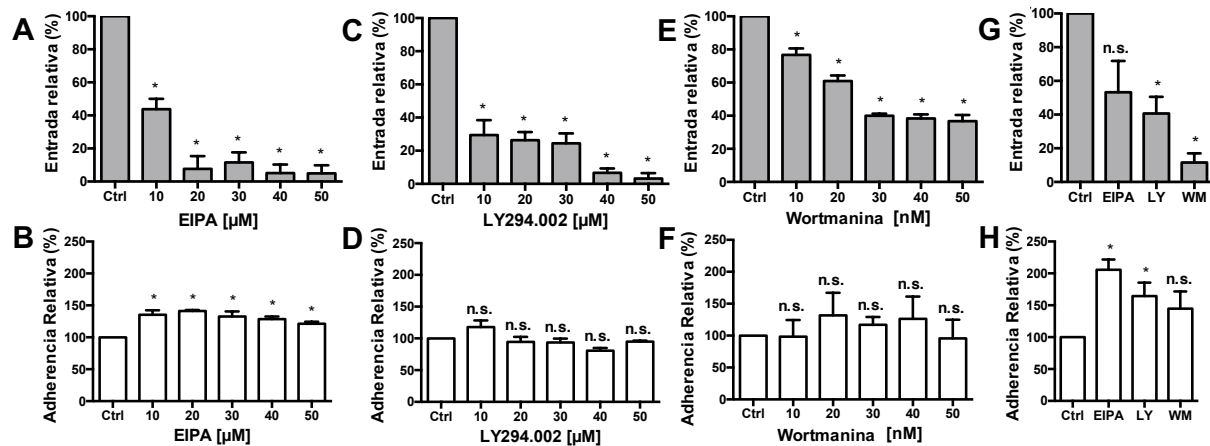 A
Entrada relativa (%)
100
80
60
40
20
0
*
*
*
*
*
Ctrl 10 20 30 40 50
EIPA [µM]
C
Entrada relativa (%)
100
80
60
40
20
0
*
*
*
*
*
Ctrl 10 20 30 40 50
LY294.002 [µM]
E
Entrada relativa (%)
100
80
60
40
20
0
*
*
*
*
*
Ctrl 10 20 30 40 50
Wortmanina [nM]
G
Entrada relativa (%)
100
80
60
40
20
0
n.s.
*
*
Ctrl EIPA LY WM
B
Adherencia Relativa (%)
250
200
150
100
50
0
* * * * *
Ctrl 10 20 30 40 50
EIPA [µM]
D
Adherencia Relativa (%)
250
200
150
100
50
0
n.s. n.s. n.s. n.s. n.s.
Ctrl 10 20 30 40 50
LY294.002 [µM]
F
Adherencia Relativa (%)
250
200
150
100
50
0
n.s. n.s. n.s. n.s. n.s.
Ctrl 10 20 30 40 50
Wortmanina [nM]
H
Adherencia Relativa (%)
250
200
150
100
50
0
* * n.s.
Ctrl EIPA LY WM